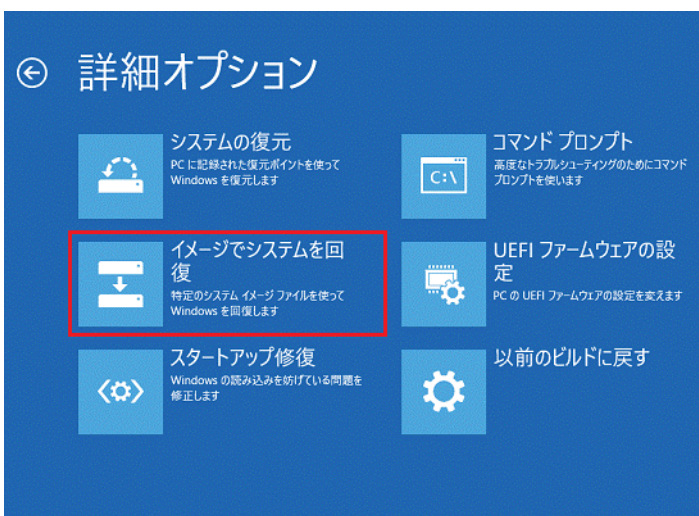 詳細オプション
システムの復元
PC に記録された復元ポイントを使って
Windows を復元します
イメージでシステムを回
復
特定のシステム イメージ ファイルを使って
Windows を回復します
スタートアップ修復
Windows の読み込みを妨げている問題を
修正します
コマンド プロンプト
高度なトラブルシューティングのためにコマンド
プロンプトを使います
C:\
UEFI ファームウェアの設
定
PC の UEFI ファームウェアの設定を変えます
以前のビルドに戻す